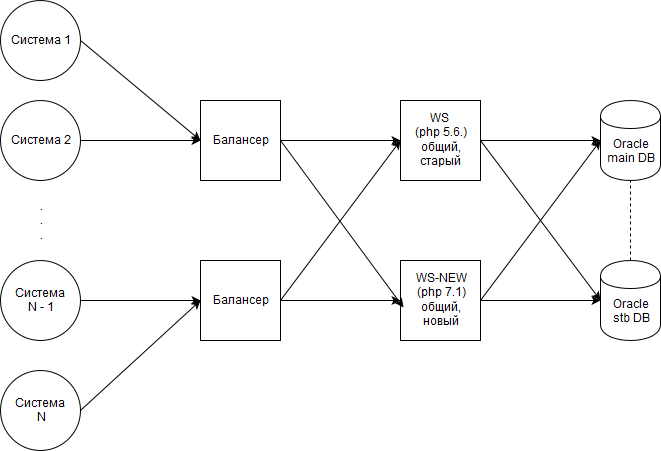 Система 1
Система 2
.
.
.
Система
N - 1
Система
N
Балансер
Балансер
WS
(php 5.6.)
общий,
старый
WS-NEW
(php 7.1)
общий,
новый
Oracle
main DB
Oracle
stb DB